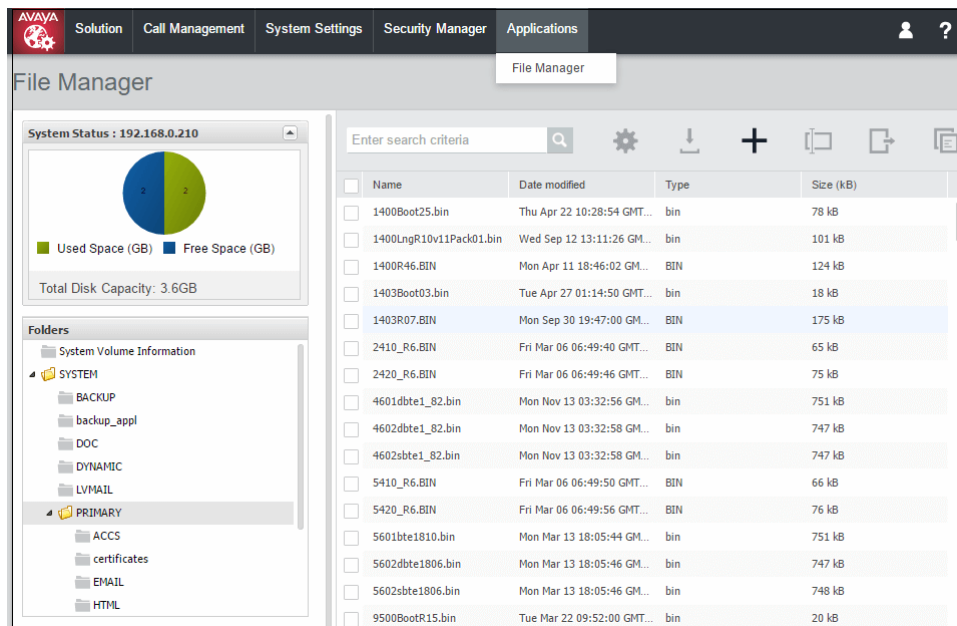 AVAYA
Solution Call Management System Settings Security Manager Applications ?
File Manager
File Manager
System Status : 192.168.0.210
2 2
Used Space (GB) Free Space (GB)
Total Disk Capacity: 3.6GB
Folders
System Volume Information
SYSTEM
BACKUP
backup_appl
DOC
DYNAMIC
LVMAIL
PRIMARY
ACCS
certificates
EMAIL
HTML
Enter search criteria
Name Date modified Type Size (kB)
1400Boot25.bin Thu Apr 22 10:28:54 GMT... bin 78 kB
1400LngR10v11Pack01.bin Wed Sep 12 13:11:26 GM... bin 101 kB
1400R46.BIN Mon Apr 11 18:46:02 GM... BIN 124 kB
1403Boot03.bin Tue Apr 27 01:14:50 GMT... bin 18 kB
1403R07.BIN Mon Sep 30 19:47:00 GM... BIN 175 kB
2410_R6.BIN Fri Mar 06 06:49:40 GMT... BIN 65 kB
2420_R6.BIN Fri Mar 06 06:49:46 GMT... BIN 75 kB
4601dbte1_82.bin Mon Nov 13 03:32:56 GM... bin 751 kB
4602dbte1_82.bin Mon Nov 13 03:32:58 GM... bin 747 kB
4602sbte1_82.bin Mon Nov 13 03:32:58 GM... bin 747 kB
5410_R6.BIN Fri Mar 06 06:49:50 GMT... BIN 66 kB
5420_R6.BIN Fri Mar 06 06:49:56 GMT... BIN 76 kB
5601bte1810.bin Mon Mar 13 18:05:44 GM... bin 751 kB
5602dbte1806.bin Mon Mar 13 18:05:46 GM... bin 747 kB
5602sbte1806.bin Mon Mar 13 18:05:46 GM... bin 748 kB
9500BootR15.bin Tue Mar 22 09:52:00 GMT... bin 20 kB